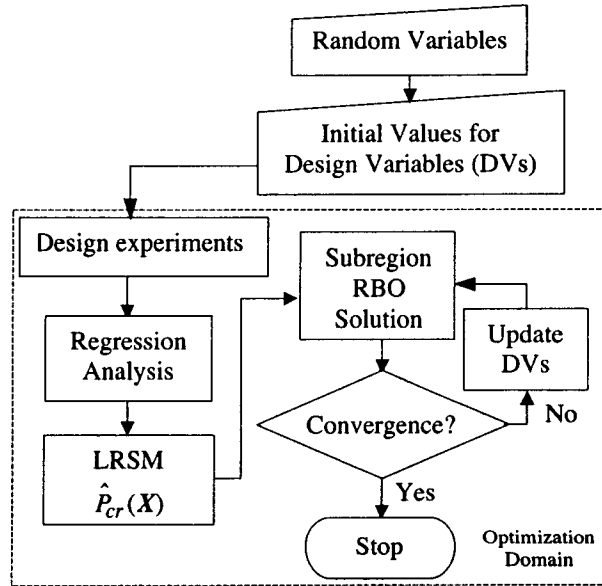 Random Variables
Initial Values for
Design Variables (DVs)
Design experiments
Regression
Analysis
LRSM
P̂cr(X)
Subregion
RBO
Solution
Update
DVs
Convergence?
No
Yes
Stop
Optimization
Domain